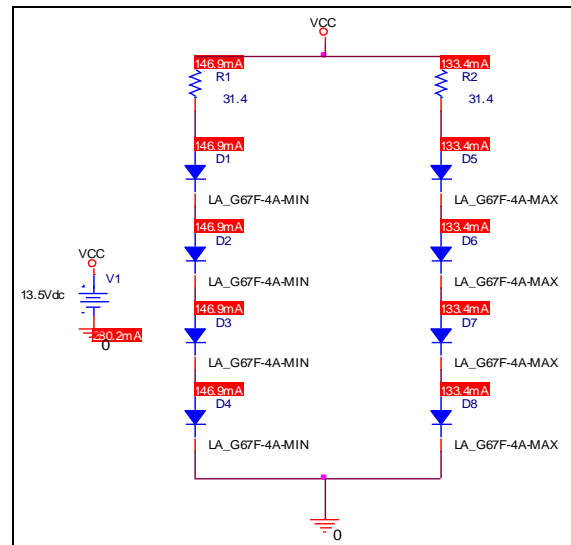 VCC
146.9mA 133.4mA
R1 R2
31.4 31.4
146.9mA 133.4mA
D1 D5
LA_G67F-4A-MIN LA_G67F-4A-MAX
146.9mA 133.4mA
D2 D6
VCC
LA_G67F-4A-MIN LA_G67F-4A-MAX
V1
13.5Vdc
146.9mA 133.4mA
D3 D7
280.2mA
0
LA_G67F-4A-MIN LA_G67F-4A-MAX
146.9mA 133.4mA
D4 D8
LA_G67F-4A-MIN LA_G67F-4A-MAX
0